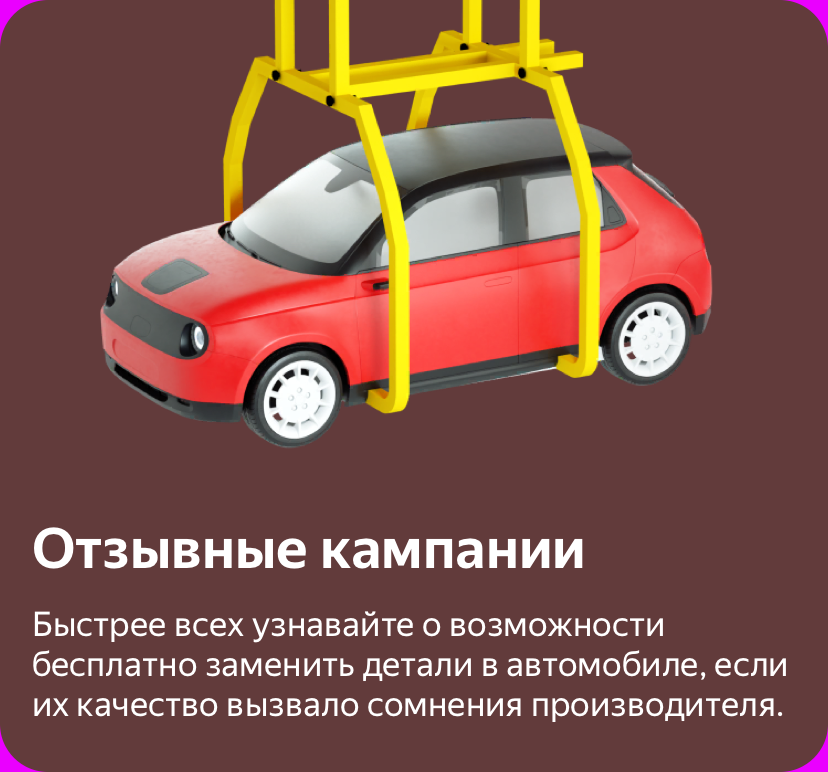 Отзывные кампании
Быстрее всех узнавайте о возможности
бесплатно заменить детали в автомобиле, если
их качество вызвало сомнения производителя.